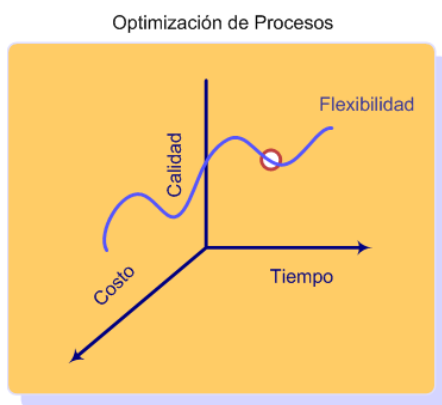 Optimización de Procesos
Flexibilidad
Calidad
Costo
Tiempo